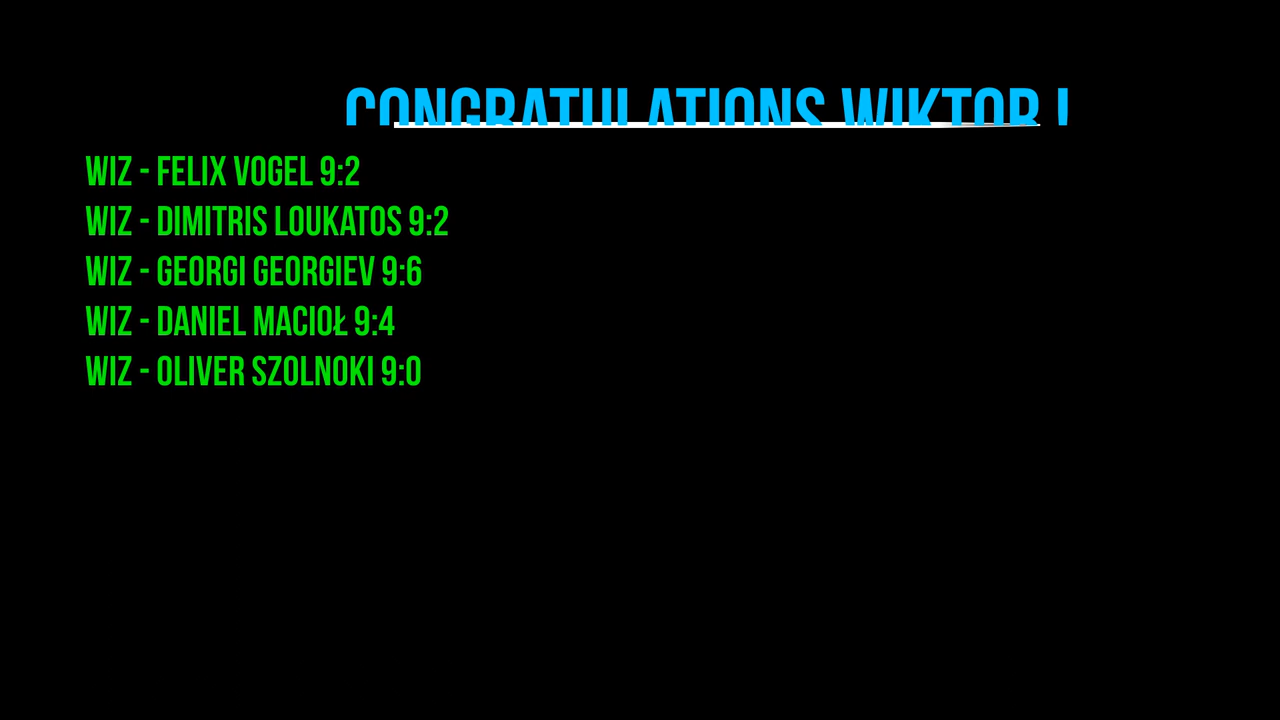 CONGRATULATIONS WIKTOR !
WIZ - FELIX VOGEL 9:2
WIZ - DIMITRIS LOUKATOS 9:2
WIZ - GEORGI GEORGIEV 9:6
WIZ - DANIEL MACIOŁ 9:4
WIZ - OLIVER SZOLNOKI 9:0